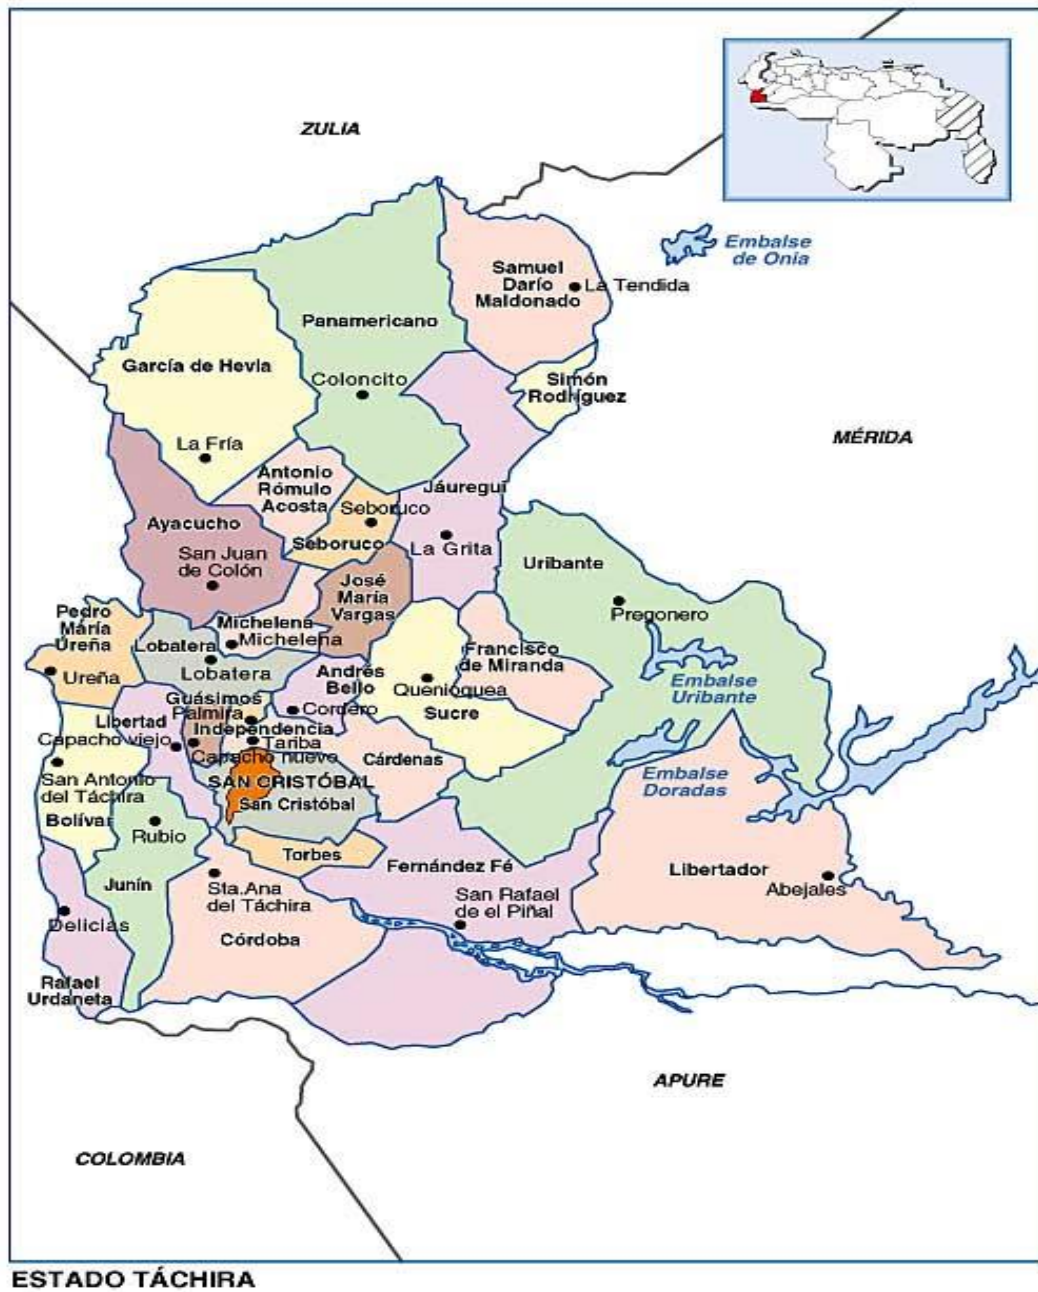 ZULIA
Embalse
de Onia
Samuel
Darío
Maldonado
La Tendida
Panamericano
García de Hevia
Coloncito
Simón
Rodríguez
MÉRIDA
La Fría
Antonio
Rómulo
Acosta
Jáuregui
Seboruco
Ayacucho
Seboruco
La Grita
San Juan
de Colón
José
María
Vargas
Uribante
Pregonero
Pedro
María
Ureña
Michelena
Michelena
Lobatera
Lobatera
Francisco
de Miranda
Andrés
Bello
Ureña
Queniquea
Embalse
Uribante
Guásimos
Palmira
Cordero
Sucre
Libertad
Independencia
Capacho viejo
Tariba
Capacho nuevo
Cárdenas
San Antonio
del Táchira
SAN CRISTÓBAL
San Cristóbal
Embalse
Doradas
Bolívar
Rubio
Torbes
Fernández Fé
Libertador
Junín
Sta.Ana
del Táchira
San Rafael
de el Piñal
Abejales
Delicias
Córdoba
Rafael
Urdaneta
APURE
COLOMBIA
ESTADO TÁCHIRA